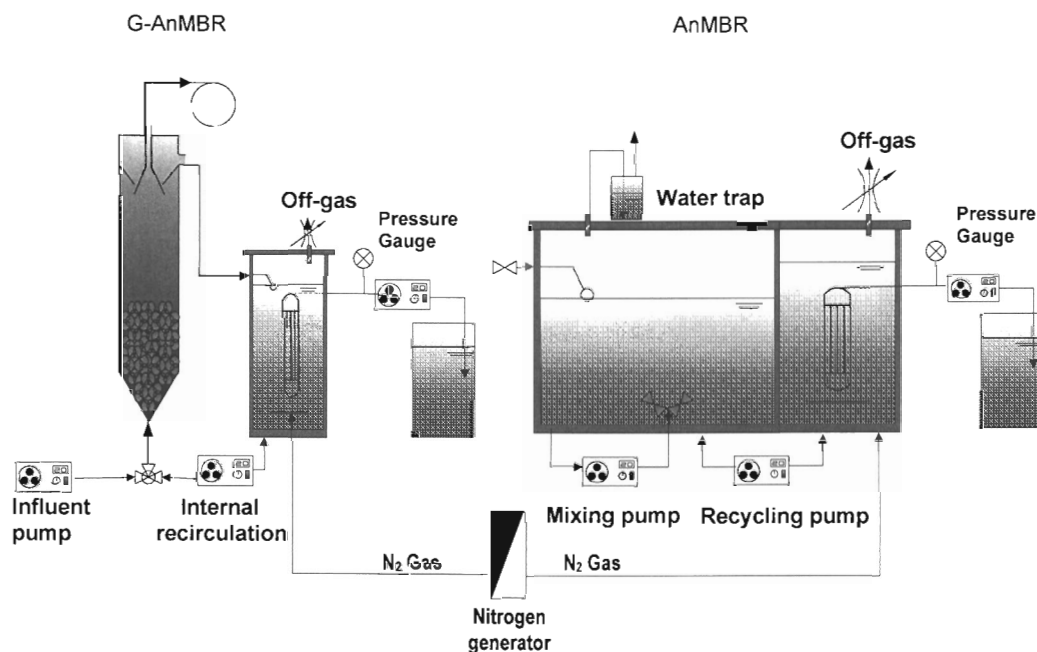 G-AnMBR
AnMBR
Off-gas
Pressure
Gauge
Water trap
Off-gas
Pressure
Gauge
Influent
pump
Internal
recirculation
Mixing pump
Recycling pump
N₂ Gas
N₂ Gas
Nitrogen
generator